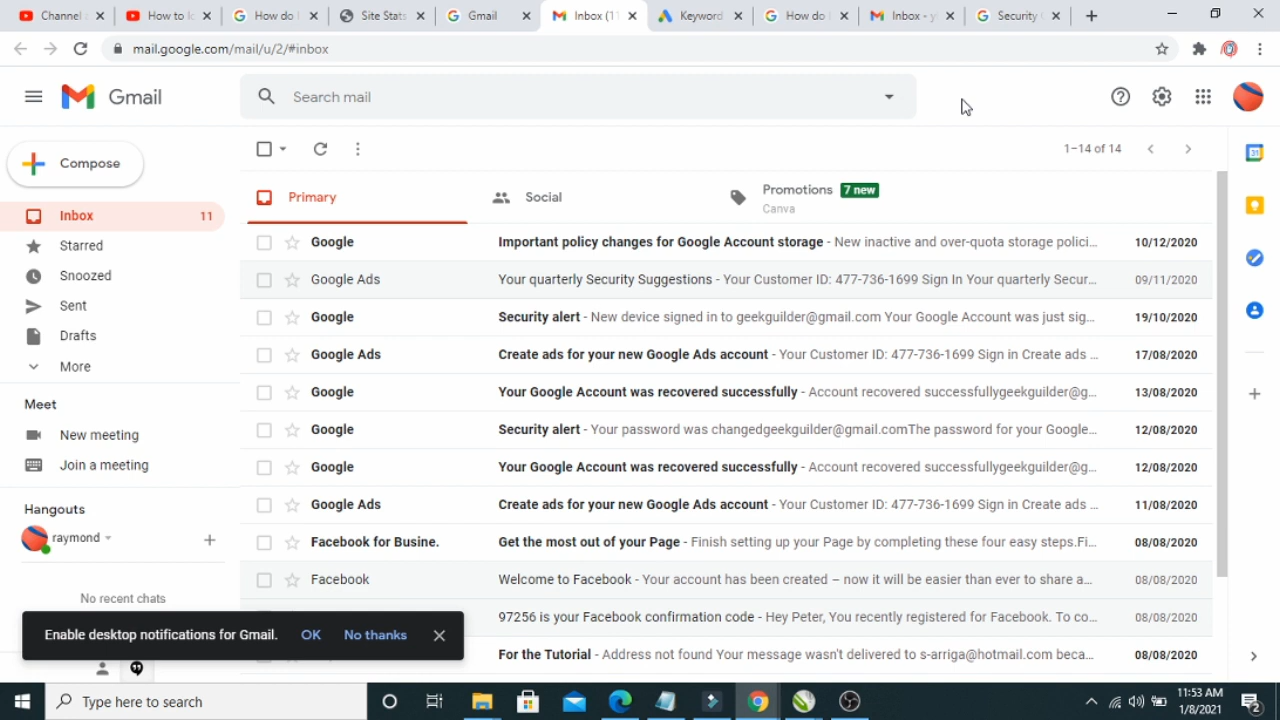 Channel
How to lo
How do I
Site Stats
Gmail
Inbox (11
Keyword
How do
Inbox - y
Security
mail.google.com/mail/u/2/#inbox
Gmail
Search mail
Compose
1–14 of 14
Primary
Social
Promotions 7 new
Canva
Inbox 11
Starred
Snoozed
Sent
Drafts
More
Meet
New meeting
Join a meeting
Hangouts
raymond
No recent chats
Google Important policy changes for Google Account storage - New inactive and over-quota storage polici... 10/12/2020
Google Ads Your quarterly Security Suggestions - Your Customer ID: 477-736-1699 Sign In Your quarterly Secur... 09/11/2020
Google Security alert - New device signed in to geekguilder@gmail.com Your Google Account was just sig... 19/10/2020
Google Ads Create ads for your new Google Ads account - Your Customer ID: 477-736-1699 Sign in Create ads ... 17/08/2020
Google Your Google Account was recovered successfully - Account recovered successfullygeekguilder@g... 13/08/2020
Google Security alert - Your password was changedgeekguilder@gmail.comThe password for your Google... 12/08/2020
Google Your Google Account was recovered successfully - Account recovered successfullygeekguilder@g... 12/08/2020
Google Ads Create ads for your new Google Ads account - Your Customer ID: 477-736-1699 Sign in Create ads ... 11/08/2020
Facebook for Busine. Get the most out of your Page - Finish setting up your Page by completing these four easy steps.Fi... 08/08/2020
Facebook Welcome to Facebook - Your account has been created – now it will be easier than ever to share a... 08/08/2020
97256 is your Facebook confirmation code - Hey Peter, You recently registered for Facebook. To co... 08/08/2020
For the Tutorial - Address not found Your message wasn't delivered to s-arriga@hotmail.com beca... 08/08/2020
Enable desktop notifications for Gmail. OK No thanks
Type here to search
11:53 AM
1/8/2021
2